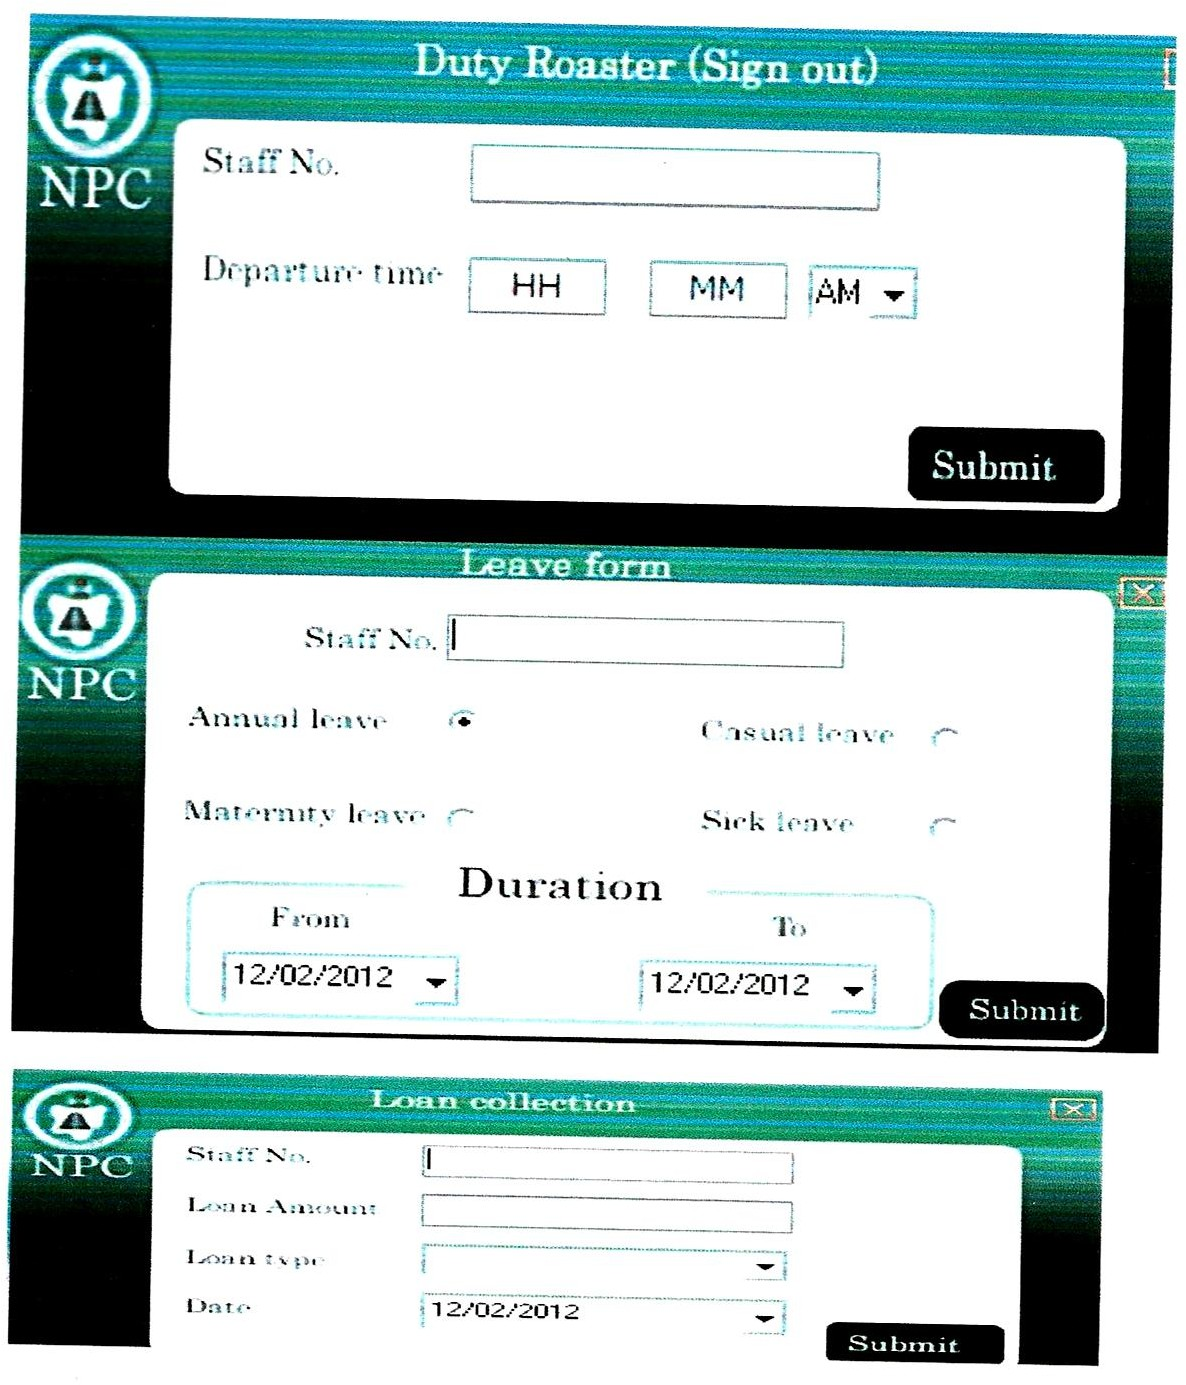 Duty Roaster (Sign out)
NPC
Staff No.
Departure time HH MM AM
Submit
Leave form
NPC
Staff No.
Annual leave Casual leave
Maternity leave Sick leave
Duration
From To
12/02/2012 12/02/2012
Submit
Loan collection
NPC
Staff No.
Loan Amount
Loan type
Date 12/02/2012
Submit